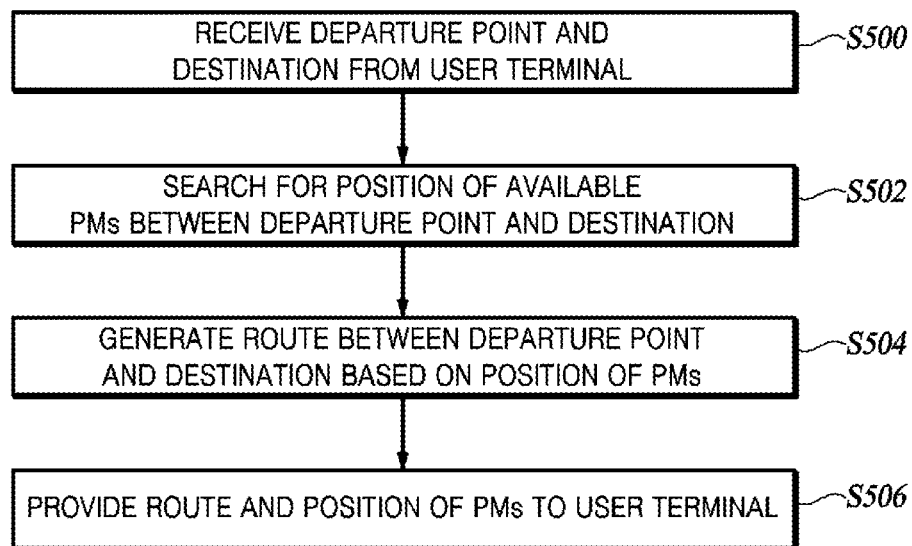 RECEIVE DEPARTURE POINT AND
DESTINATION FROM USER TERMINAL
S500
SEARCH FOR POSITION OF AVAILABLE
PMs BETWEEN DEPARTURE POINT AND DESTINATION
S502
GENERATE ROUTE BETWEEN DEPARTURE POINT
AND DESTINATION BASED ON POSITION OF PMs
S504
PROVIDE ROUTE AND POSITION OF PMs TO USER TERMINAL
S506